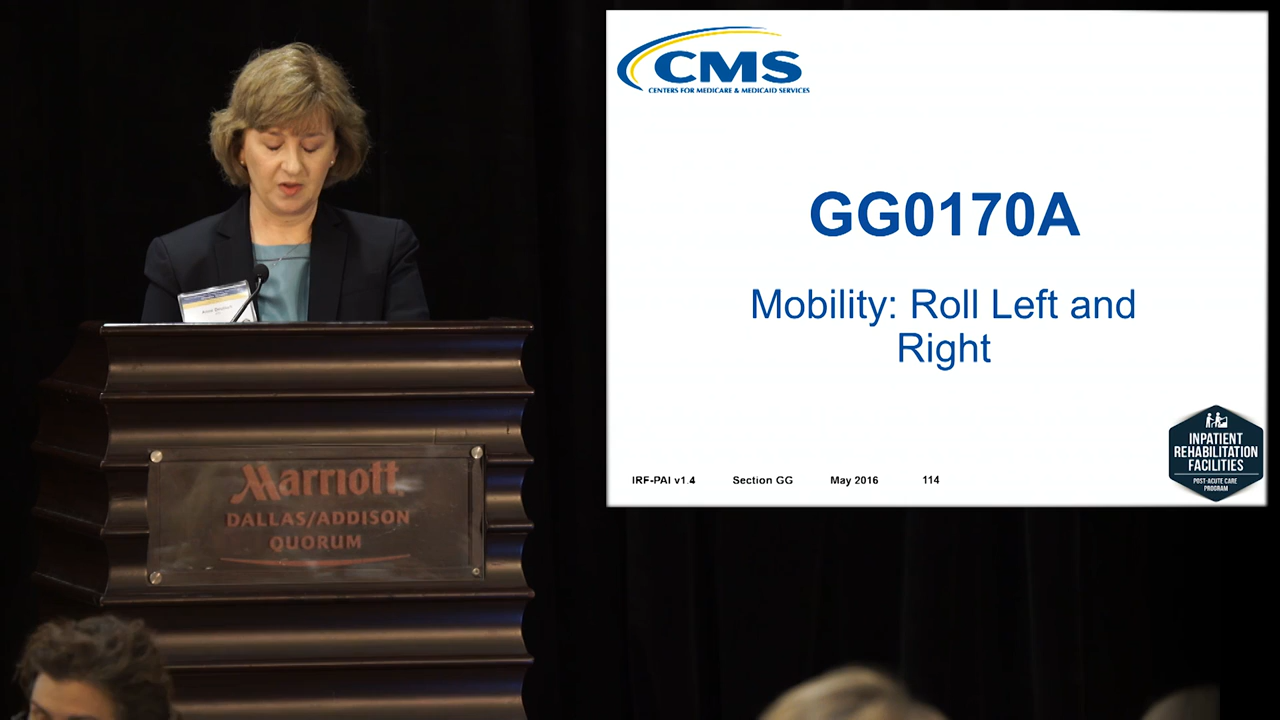 CMS
CENTERS FOR MEDICARE & MEDICAID SERVICES
GG0170A
Mobility: Roll Left and
Right
INPATIENT
REHABILITATION
FACILITIES
POST-ACUTE CARE
PROGRAM
IRF-PAI v1.4 Section GG May 2016 114
Marriott
DALLAS/ADDISON
QUORUM